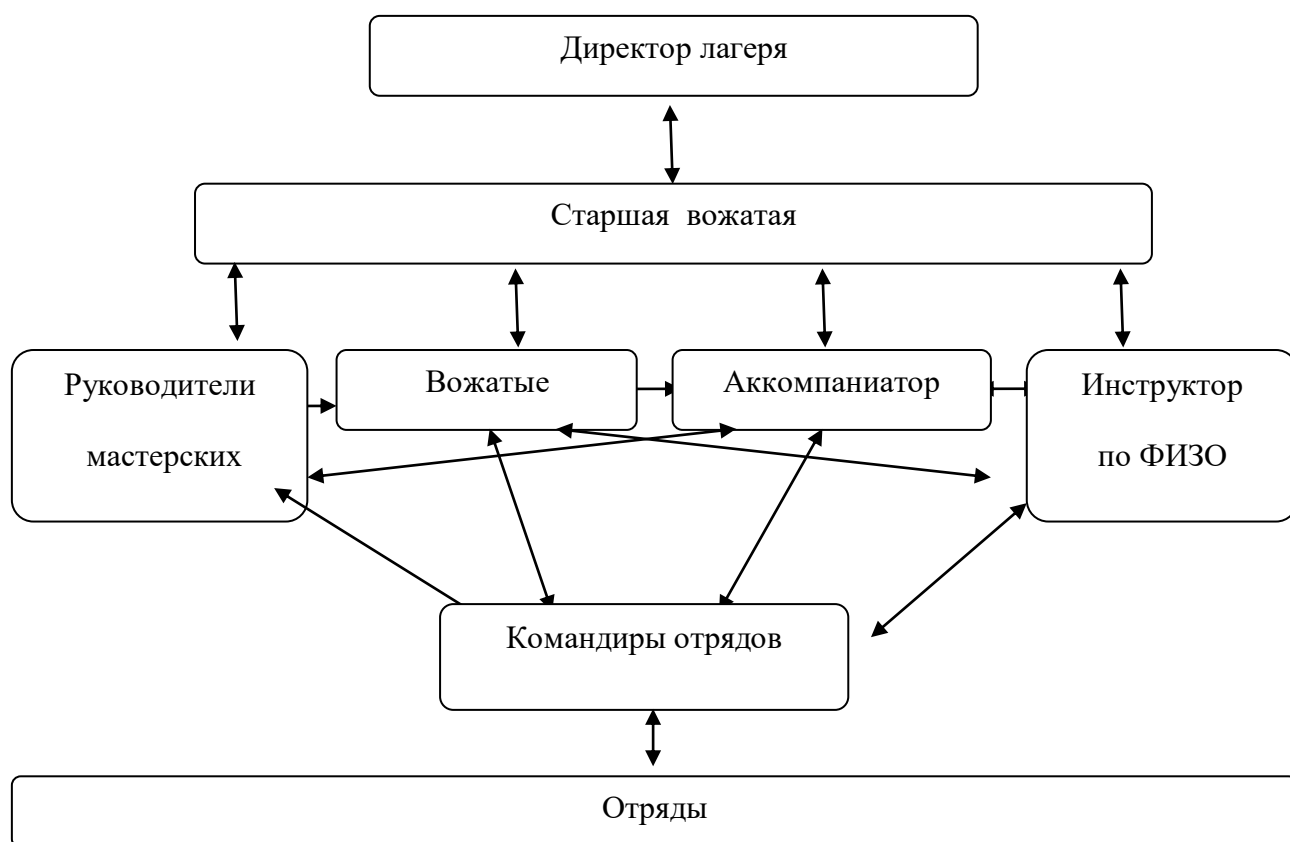 Директор лагеря
Старшая вожатая
Руководители
мастерских
Вожатые
Аккомпаниатор
Инструктор
по ФИЗО
Командиры отрядов
Отряды